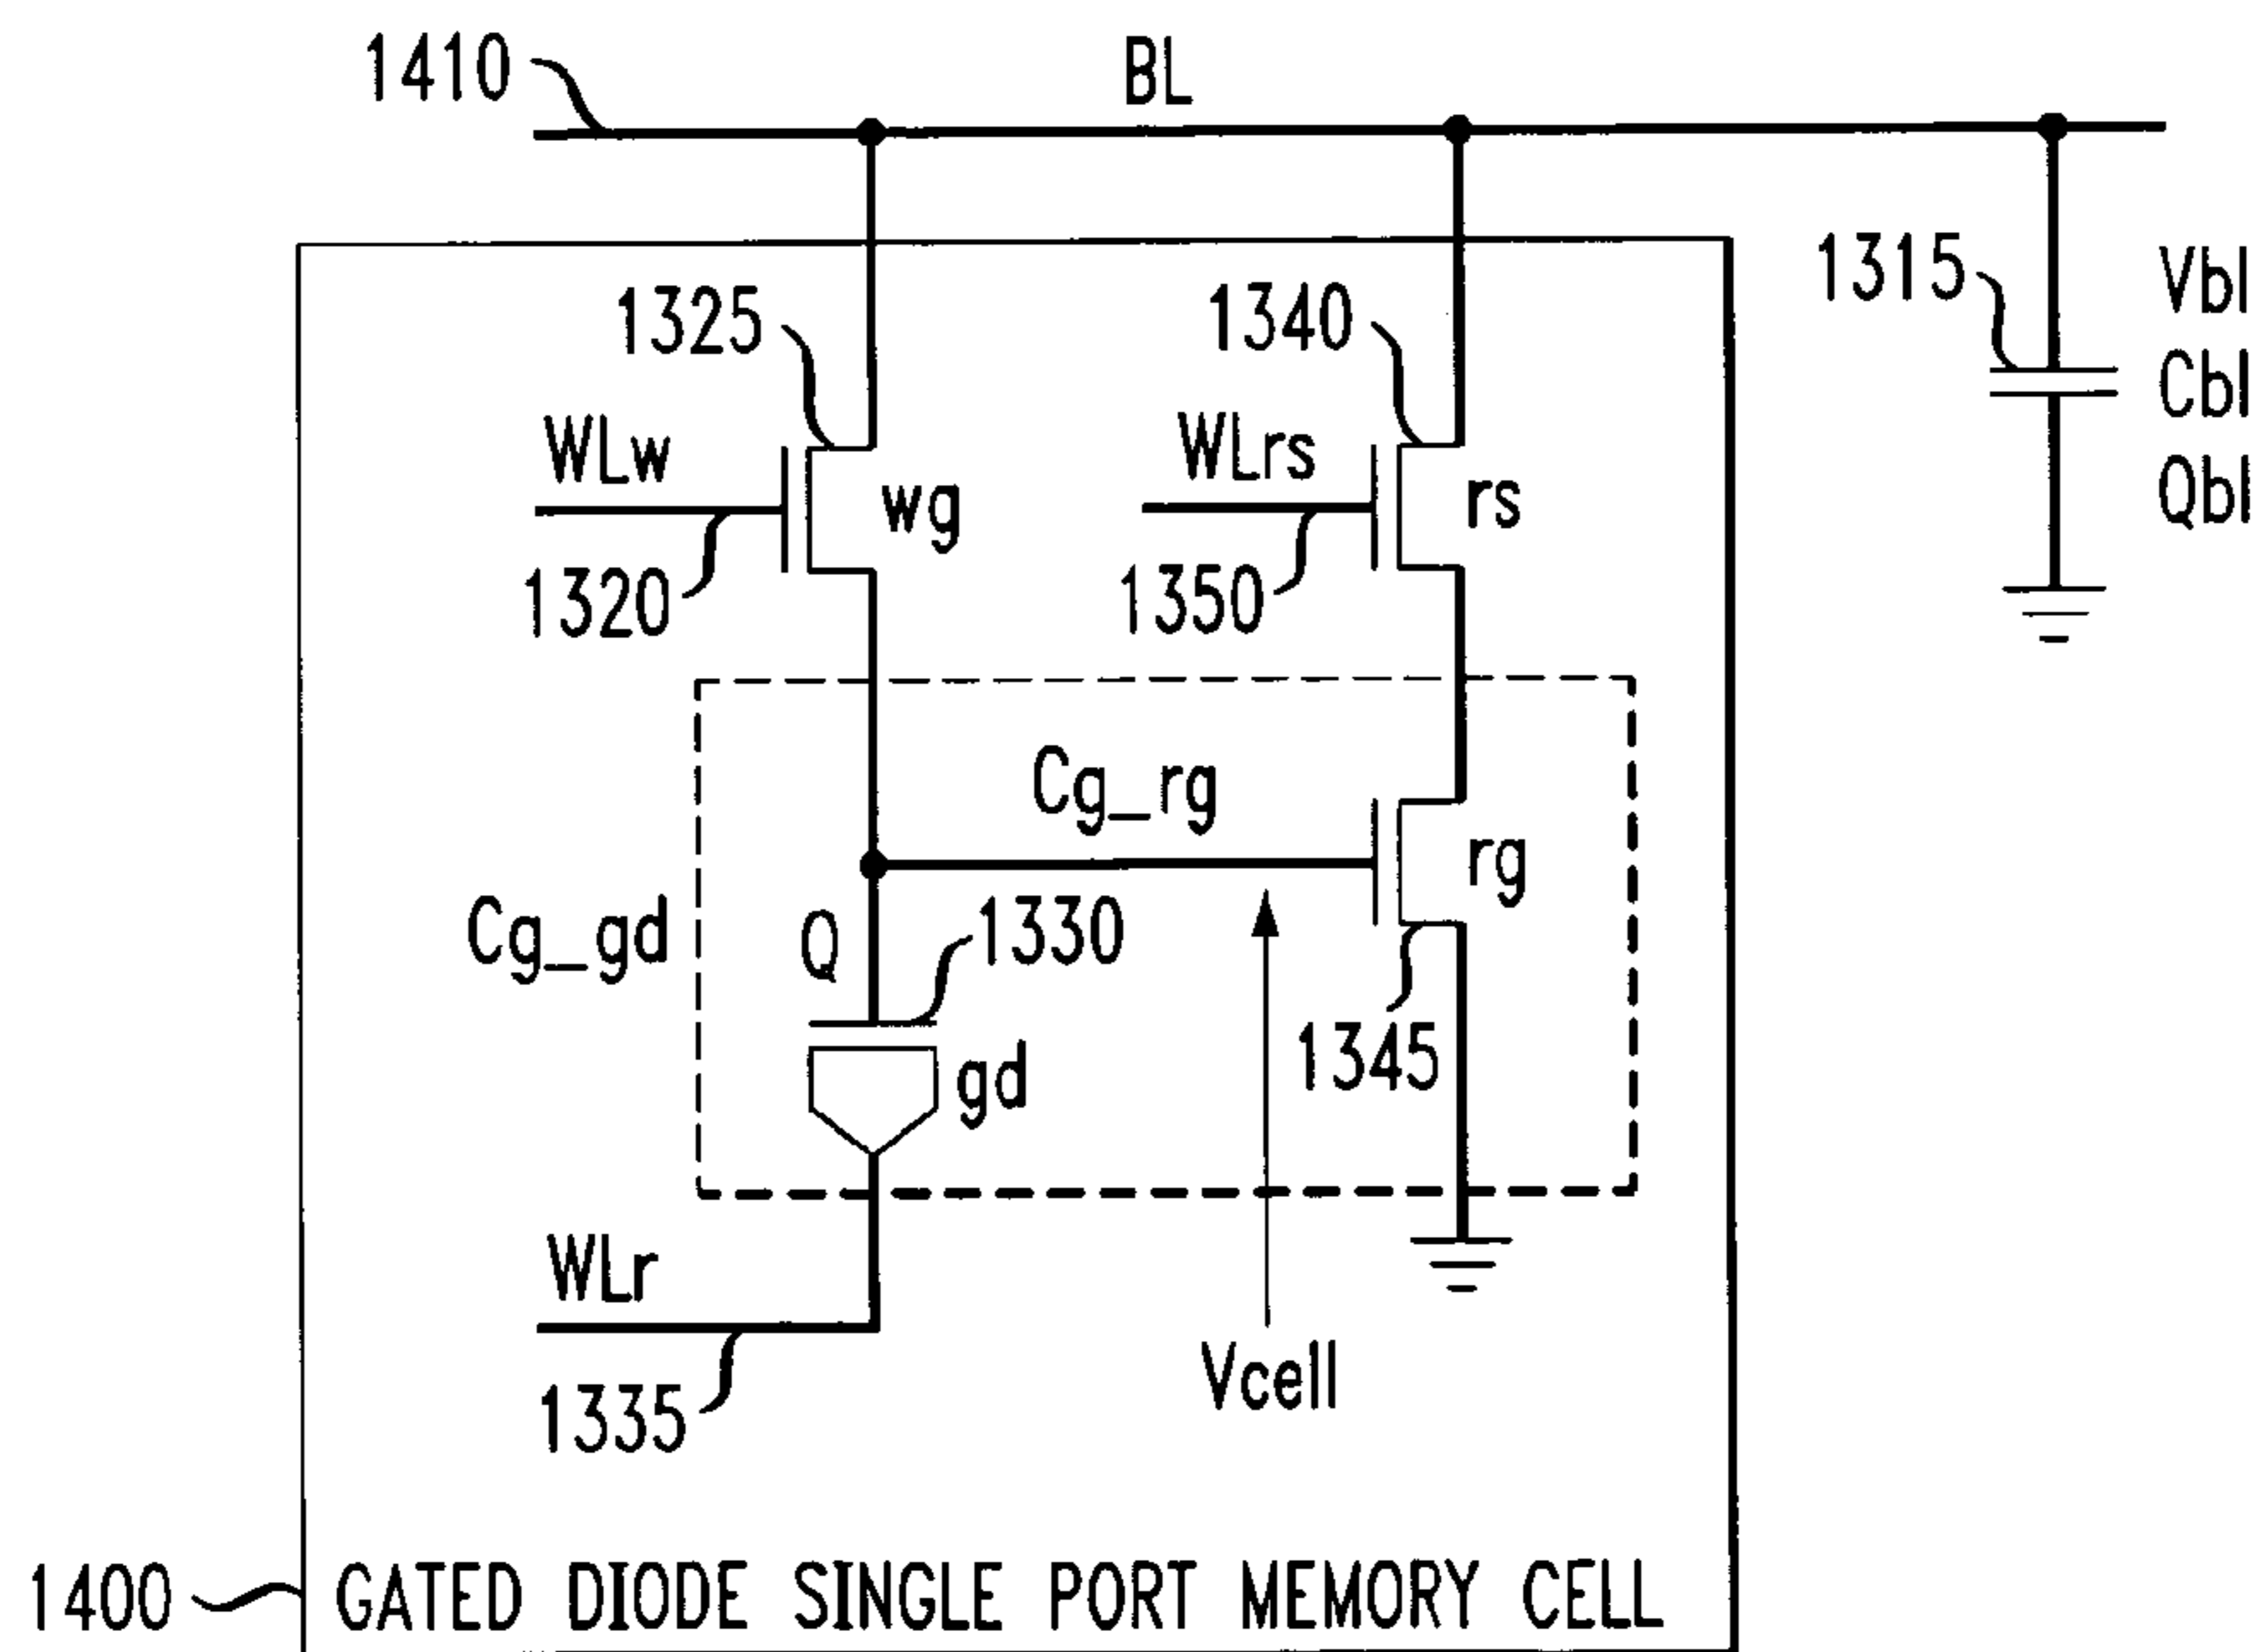 1410
BL
1325
1340
1315
Vbl
Cbl
Qbl
WLw
wg
WLrs
rs
1320
1350
Cg_rg
rg
Cg_gd
Q
1330
gd
1345
WLr
Vcell
1335
1400
GATED DIODE SINGLE PORT MEMORY CELL